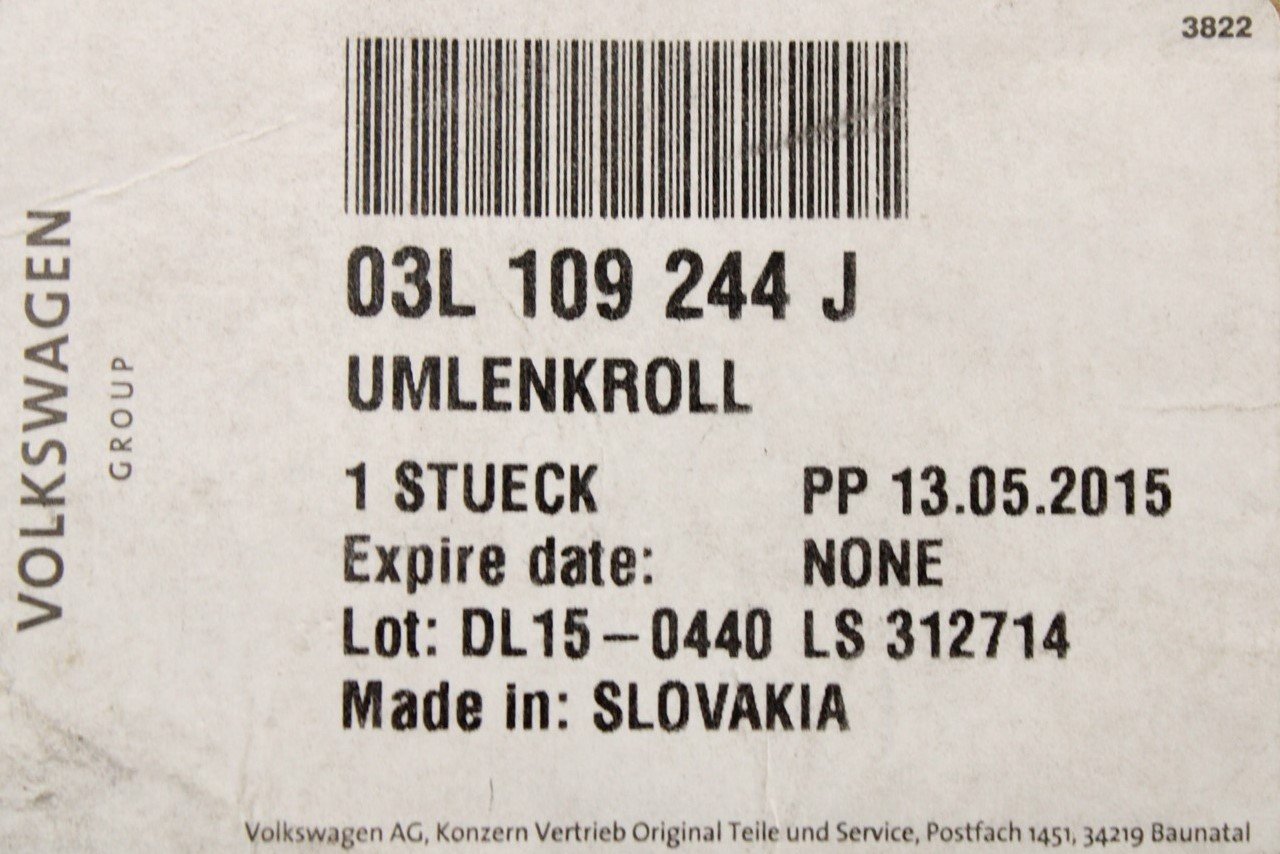 3822
VOLKSWAGEN
GROUP
03L 109 244 J
UMLENKROLL
1 STUECK PP 13.05.2015
Expire date: NONE
Lot: DL15-0440 LS 312714
Made in: SLOVAKIA
Volkswagen AG, Konzern Vertrieb Original Teile und Service, Postfach 1451, 34219 Baunatal